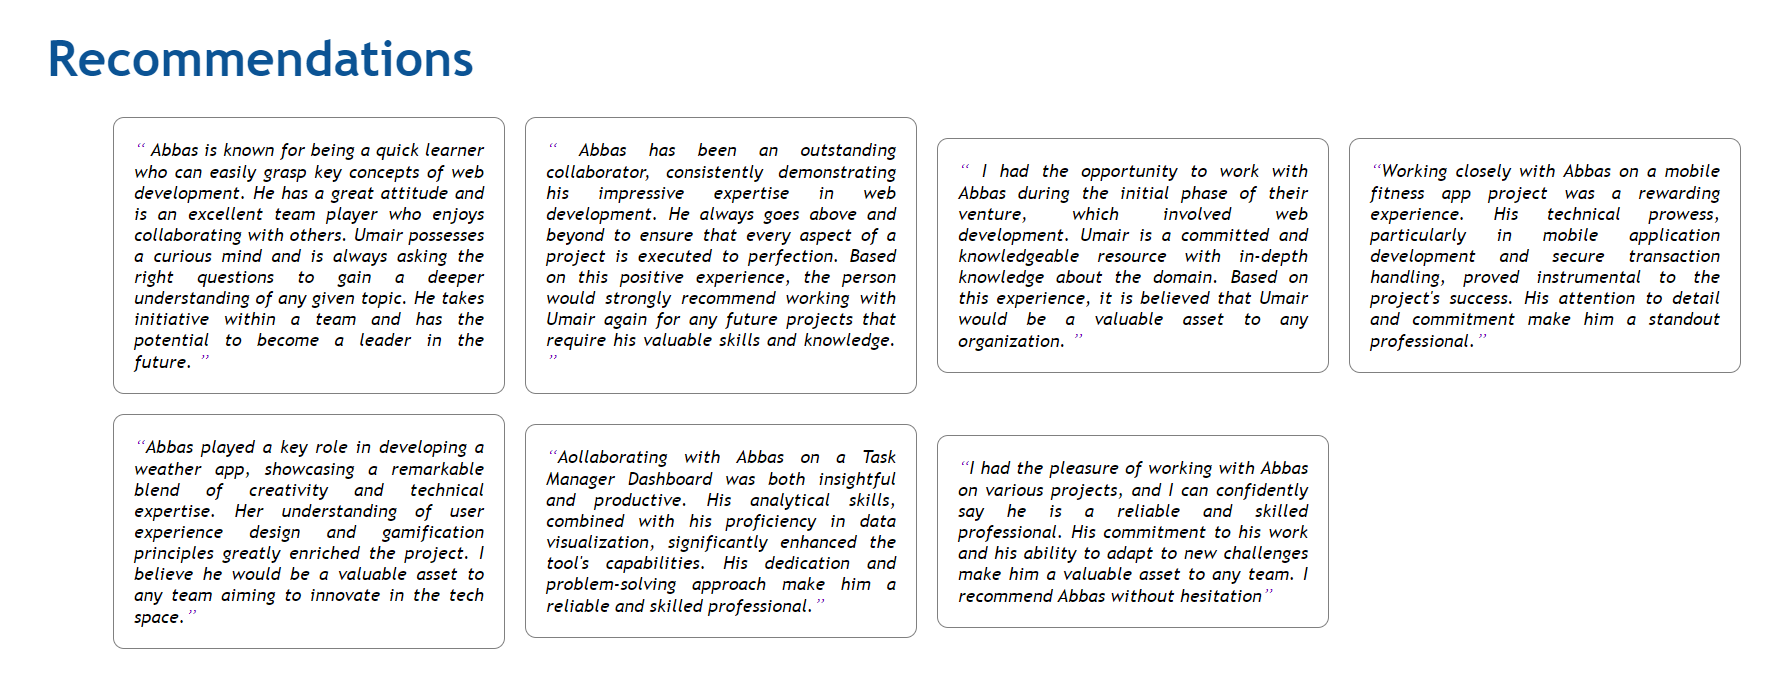 Recommendations
“ Abbas is known for being a quick learner
who can easily grasp key concepts of web
development. He has a great attitude and
is an excellent team player who enjoys
collaborating with others. Umair possesses
a curious mind and is always asking the
right questions to gain a deeper
understanding of any given topic. He takes
initiative within a team and has the
potential to become a leader in the
future. ”
“ Abbas has been an outstanding
collaborator, consistently demonstrating
his impressive expertise in web
development. He always goes above and
beyond to ensure that every aspect of a
project is executed to perfection. Based
on this positive experience, the person
would strongly recommend working with
Umair again for any future projects that
require his valuable skills and knowledge.
”
“ I had the opportunity to work with
Abbas during the initial phase of their
venture, which involved web
development. Umair is a committed and
knowledgeable resource with in-depth
knowledge about the domain. Based on
this experience, it is believed that Umair
would be a valuable asset to any
organization. ”
“Working closely with Abbas on a mobile
fitness app project was a rewarding
experience. His technical prowess,
particularly in mobile application
development and secure transaction
handling, proved instrumental to the
project's success. His attention to detail
and commitment make him a standout
professional.”
“Abbas played a key role in developing a
weather app, showcasing a remarkable
blend of creativity and technical
expertise. Her understanding of user
experience design and gamification
principles greatly enriched the project. I
believe he would be a valuable asset to
any team aiming to innovate in the tech
space.”
“Aollaborating with Abbas on a Task
Manager Dashboard was both insightful
and productive. His analytical skills,
combined with his proficiency in data
visualization, significantly enhanced the
tool's capabilities. His dedication and
problem-solving approach make him a
reliable and skilled professional.”
“I had the pleasure of working with Abbas
on various projects, and I can confidently
say he is a reliable and skilled
professional. His commitment to his work
and his ability to adapt to new challenges
make him a valuable asset to any team. I
recommend Abbas without hesitation”